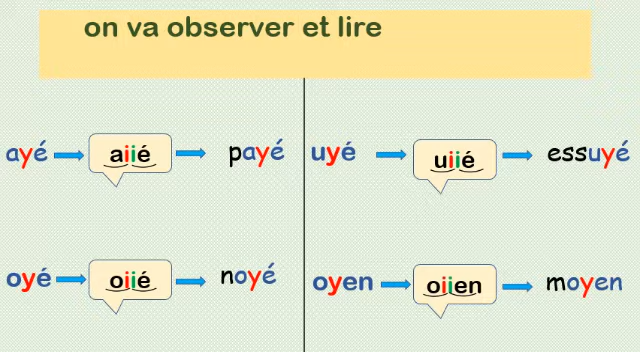 on va observer et lire
ayé aiié payé
uyé uiié essuyé
oyé oiié noyé
oyen oiien moyen